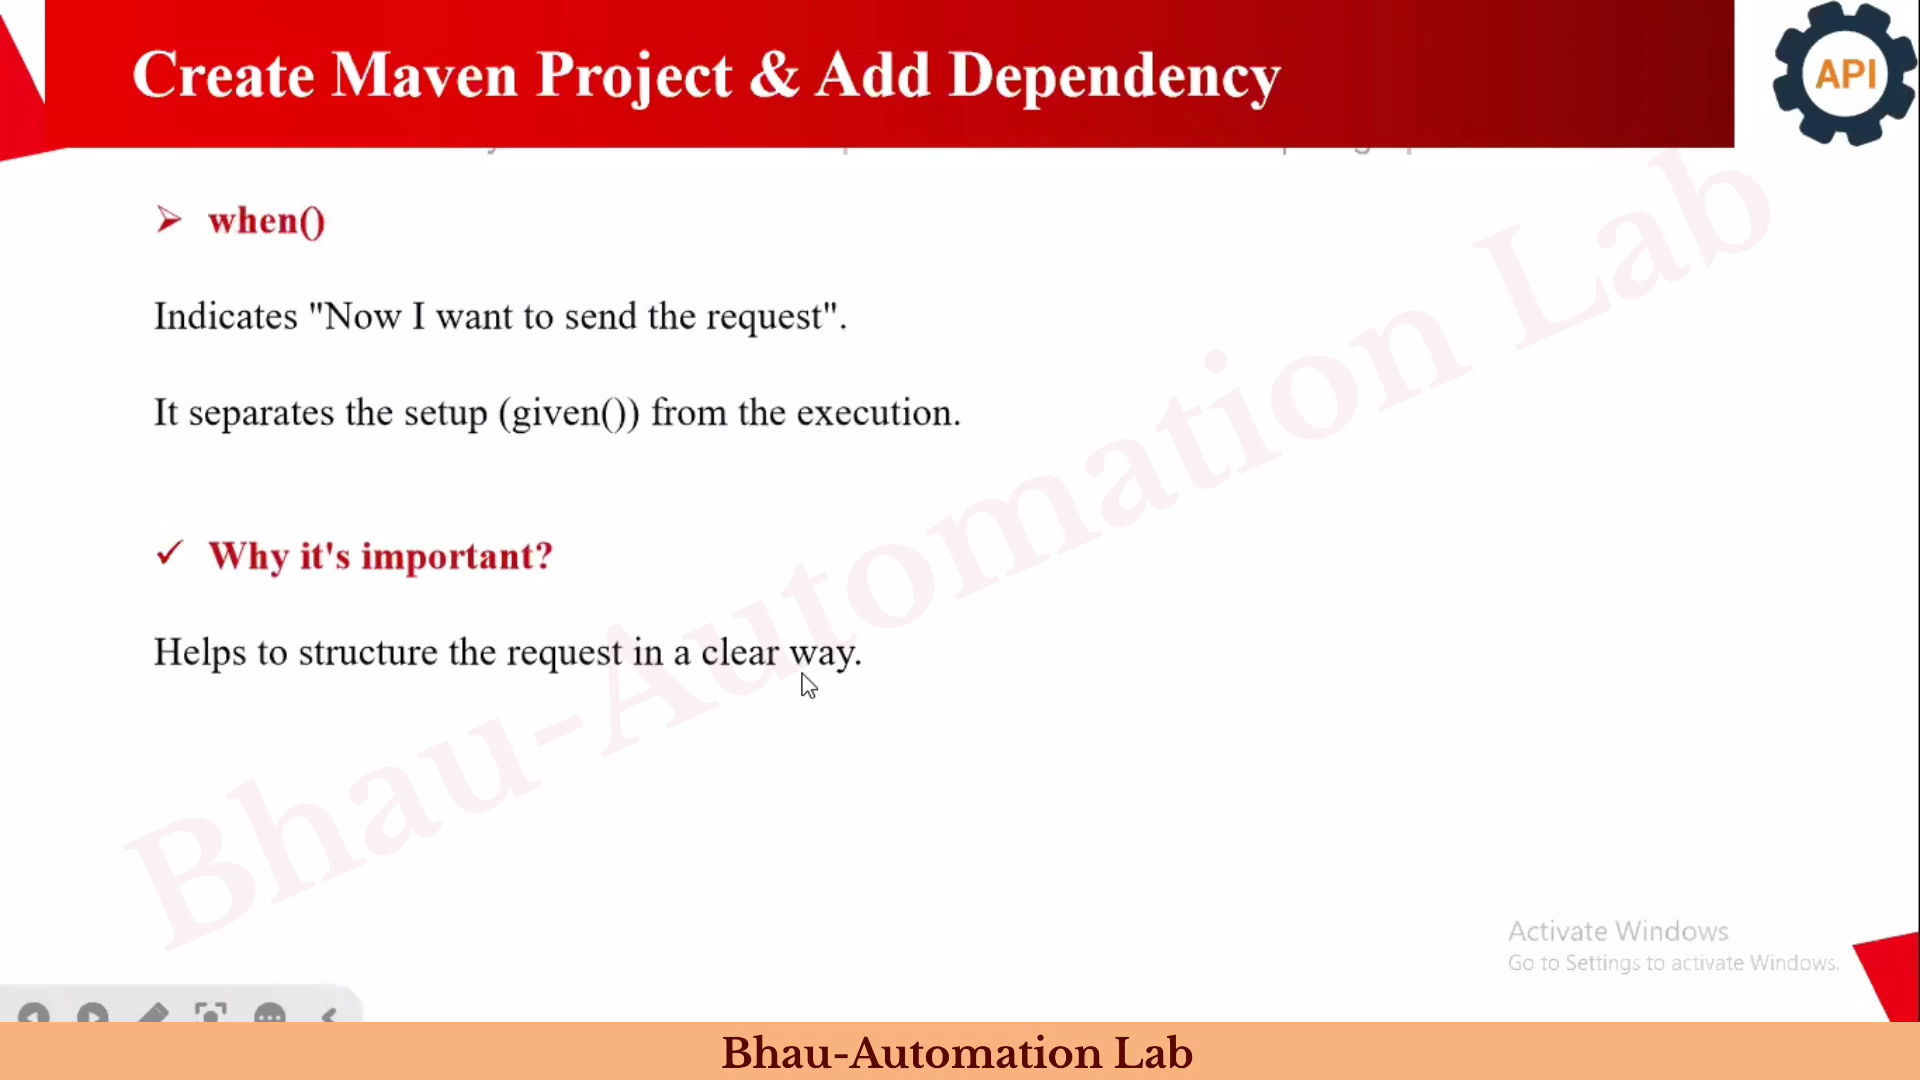 Create Maven Project & Add Dependency
API
when()
Indicates "Now I want to send the request".
It separates the setup (given()) from the execution.
Why it's important?
Helps to structure the request in a clear way.
Bhau-Automation Lab
Activate Windows
Go to Settings to activate Windows.
Bhau-Automation Lab